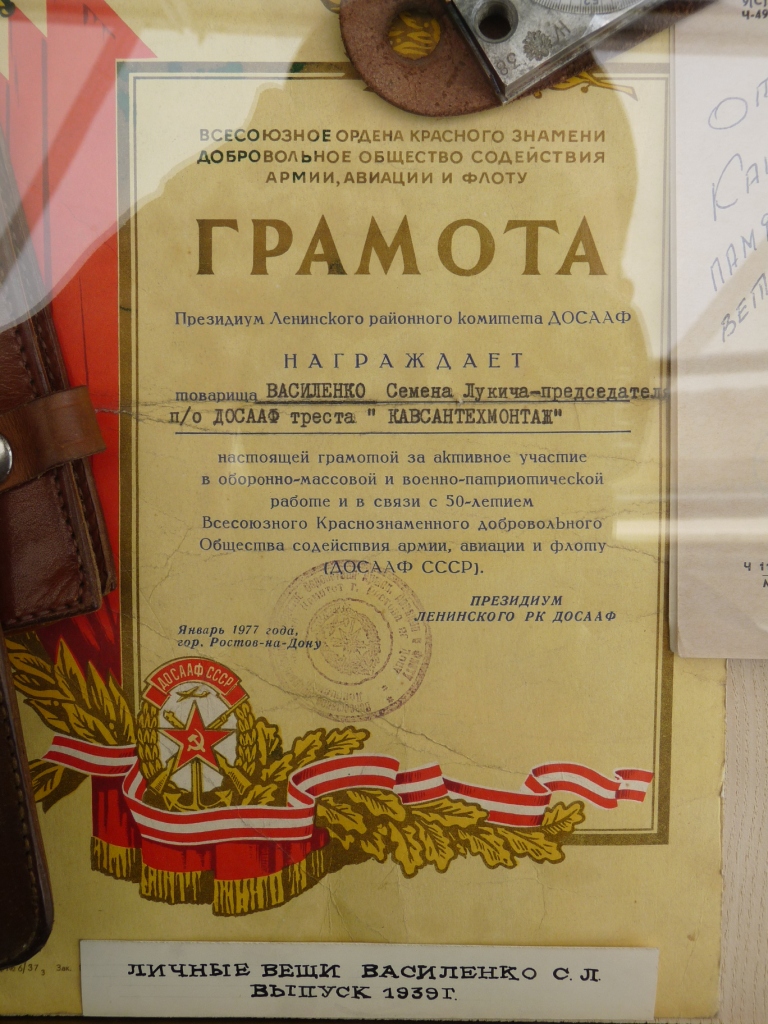 ВСЕСОЮЗНОЕ ОРДЕНА КРАСНОГО ЗНАМЕНИ
ДОБРОВОЛЬНОЕ ОБЩЕСТВО СОДЕЙСТВИЯ
АРМИИ, АВИАЦИИ И ФЛОТУ
ГРАМОТА
Президиум Ленинского районного комитета ДОСААФ
НАГРАЖДАЕТ
товарища ВАСИЛЕНКО Семена Лукича-председателя
п/о ДОСААФ треста " КАВСАНТЕХМОНТАЖ"
настоящей грамотой за активное участие
в оборонно-массовой и военно-патриотической
работе и в связи с 50-летием
Всесоюзного Краснознаменного добровольного
Общества содействия армии, авиации и флоту
(ДОСААФ СССР).
ПРЕЗИДИУМ
ЛЕНИНСКОГО РК ДОСААФ
Январь 1977 года,
гор. Ростов-на-Дону
ДОСААФ СССР
ЛИЧНЫЕ ВЕЩИ ВАСИЛЕНКО С.Л.
ВЫПУСК 1939Г.